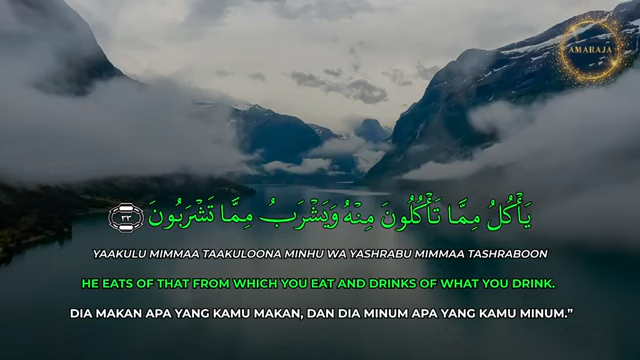 AMARAJA
يَأْكُلُ مِمَّا تَأْكُلُونَ مِنْهُ وَيَشْرَبُ مِمَّا تَشْرَبُونَ ٣٣
YAAKULU MIMMAA TAAKULOONA MINHU WA YASHRABU MIMMAA TASHRABOON
HE EATS OF THAT FROM WHICH YOU EAT AND DRINKS OF WHAT YOU DRINK.
DIA MAKAN APA YANG KAMU MAKAN, DAN DIA MINUM APA YANG KAMU MINUM.”